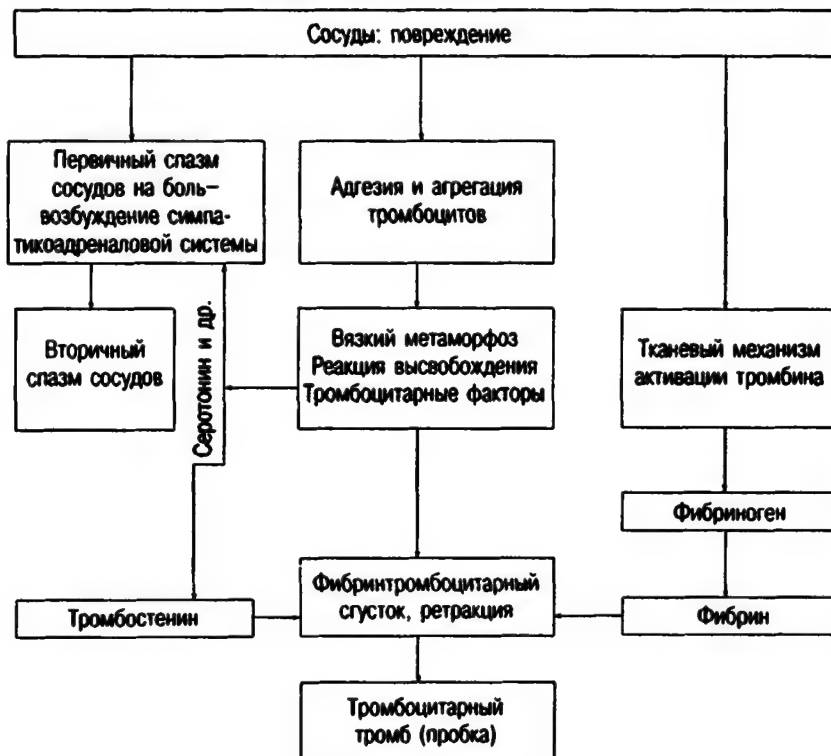 Сосуды: повреждение
Первичный спазм
сосудов на боль–
возбуждение симпа-
тикоадреналовой системы
Адгезия и агрегация
тромбоцитов
Вторичный
спазм сосудов
Серотонин и др.
Вязкий метаморфоз
Реакция высвобождения
Тромбоцитарные факторы
Тканевый механизм
активации тромбина
Фибриноген
Тромбостенин
Фибринтромбоцитарный
сгусток, ретракция
Фибрин
Тромбоцитарный
тромб (пробка)